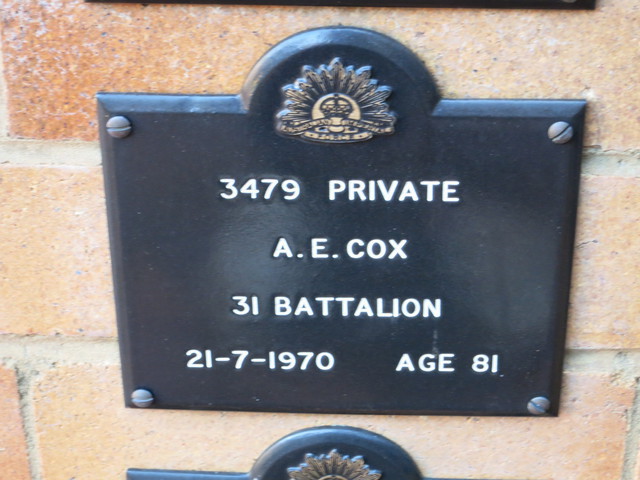 3479 PRIVATE
A. E. COX
31 BATTALION
21-7-1970 AGE 81